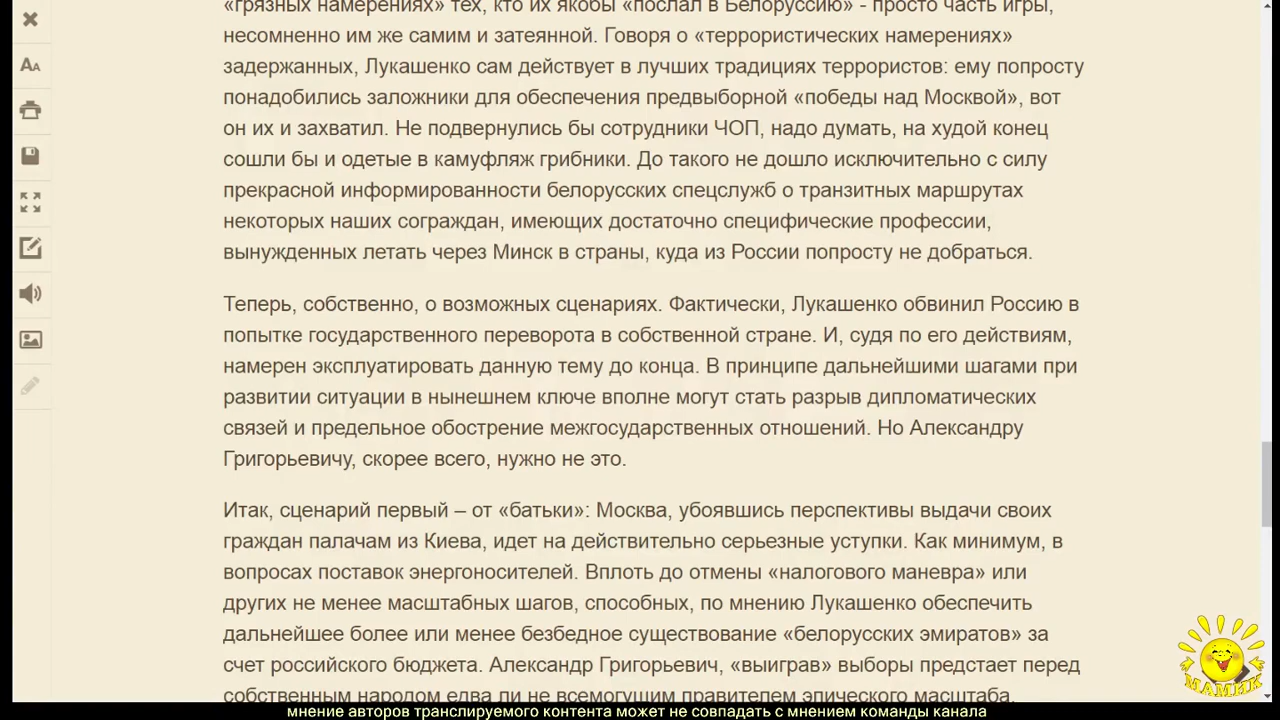 «грязных намерениях» тех, кто их якобы «послал в Белоруссию» - просто часть игры,
несомненно им же самим и затеянной. Говоря о «террористических намерениях»
задержанных, Лукашенко сам действует в лучших традициях террористов: ему попросту
понадобились заложники для обеспечения предвыборной «победы над Москвой», вот
он их и захватил. Не подвернулись бы сотрудники ЧОП, надо думать, на худой конец
сошли бы и одетые в камуфляж грибники. До такого не дошло исключительно с силу
прекрасной информированности белорусских спецслужб о транзитных маршрутах
некоторых наших сограждан, имеющих достаточно специфические профессии,
вынужденных летать через Минск в страны, куда из России попросту не добраться.
Теперь, собственно, о возможных сценариях. Фактически, Лукашенко обвинил Россию в
попытке государственного переворота в собственной стране. И, судя по его действиям,
намерен эксплуатировать данную тему до конца. В принципе дальнейшими шагами при
развитии ситуации в нынешнем ключе вполне могут стать разрыв дипломатических
связей и предельное обострение межгосударственных отношений. Но Александру
Григорьевичу, скорее всего, нужно не это.
Итак, сценарий первый – от «батьки»: Москва, убоявшись перспективы выдачи своих
граждан палачам из Киева, идет на действительно серьезные уступки. Как минимум, в
вопросах поставок энергоносителей. Вплоть до отмены «налогового маневра» или
других не менее масштабных шагов, способных, по мнению Лукашенко обеспечить
дальнейшее более или менее безбедное существование «белорусских эмиратов» за
счет российского бюджета. Александр Григорьевич, «выиграв» выборы предстает перед
собственным народом едва ли не всемогущим правителем эпического масштаба,
МАМИК
мнение авторов транслируемого контента может не совпадать с мнением команды канала